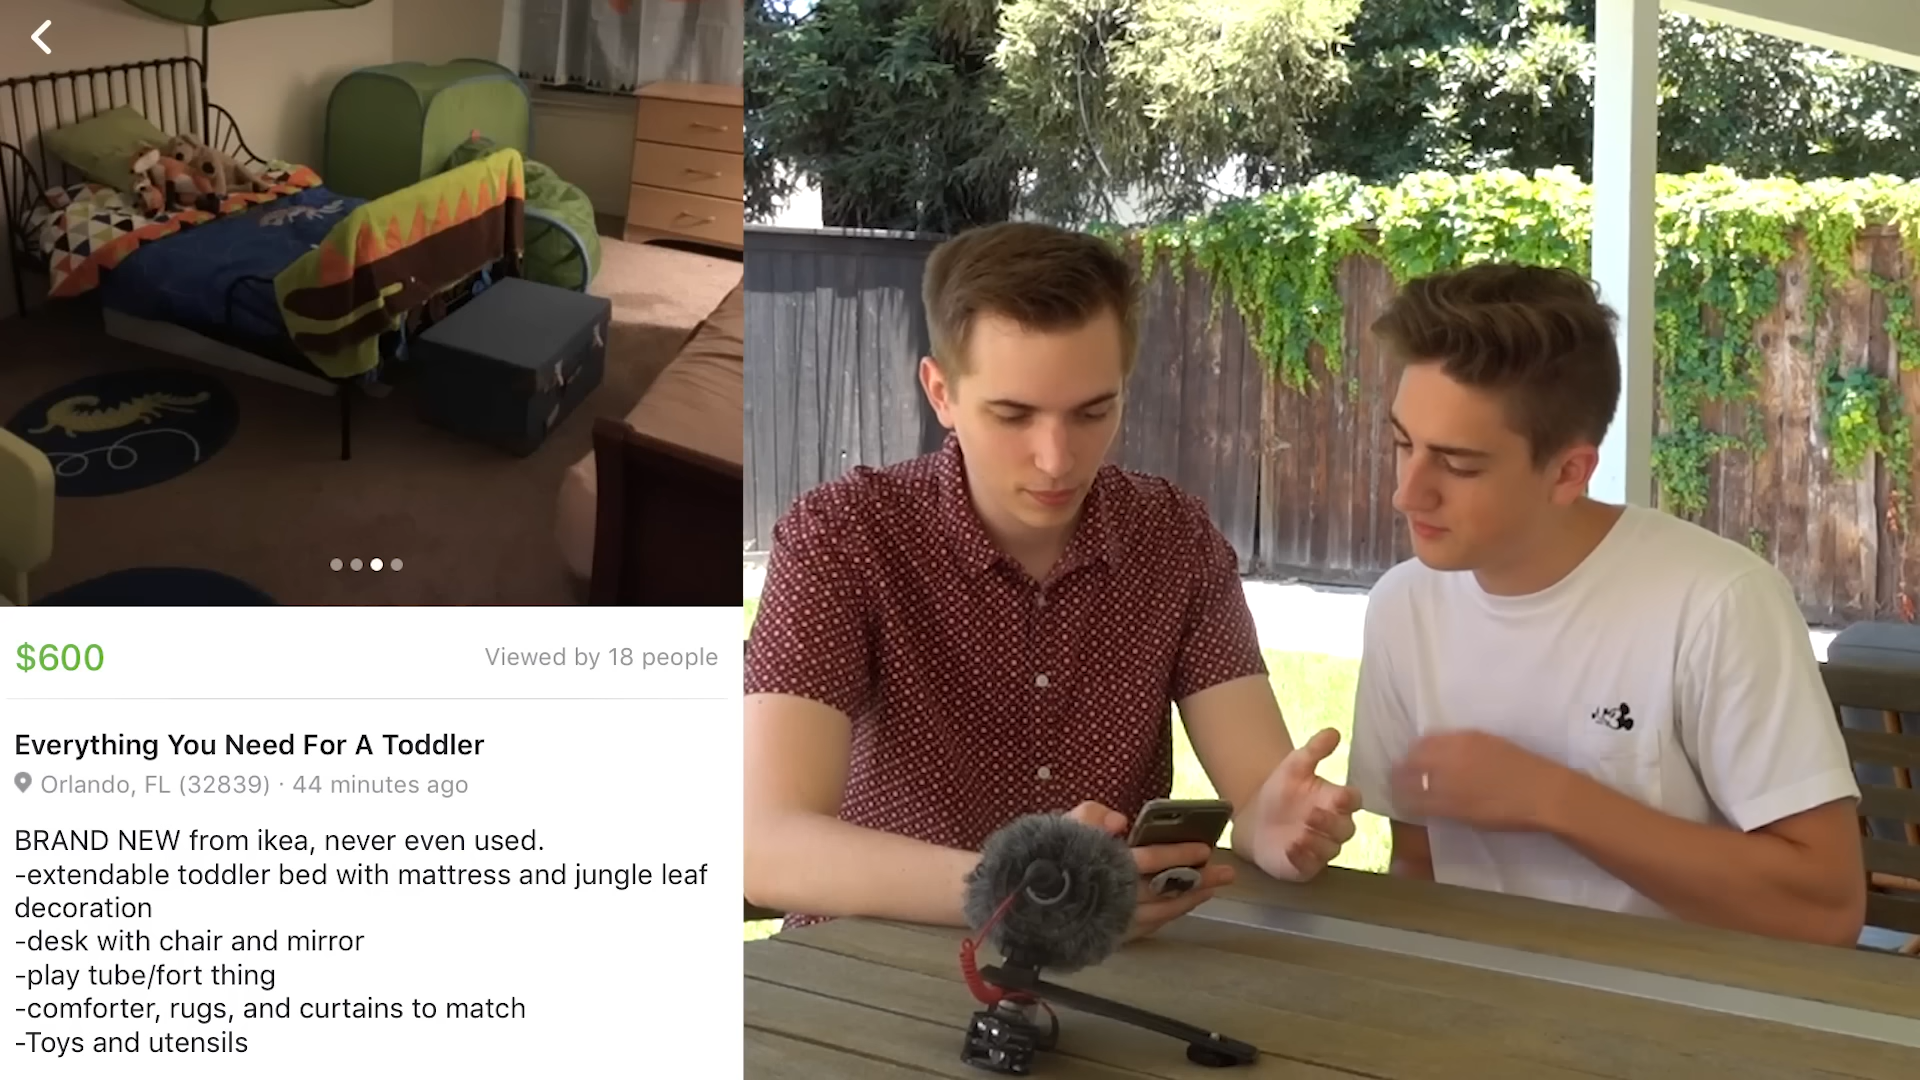 $600
Viewed by 18 people
Everything You Need For A Toddler
Orlando, FL (32839) · 44 minutes ago
BRAND NEW from ikea, never even used.
-extendable toddler bed with mattress and jungle leaf
decoration
-desk with chair and mirror
-play tube/fort thing
-comforter, rugs, and curtains to match
-Toys and utensils